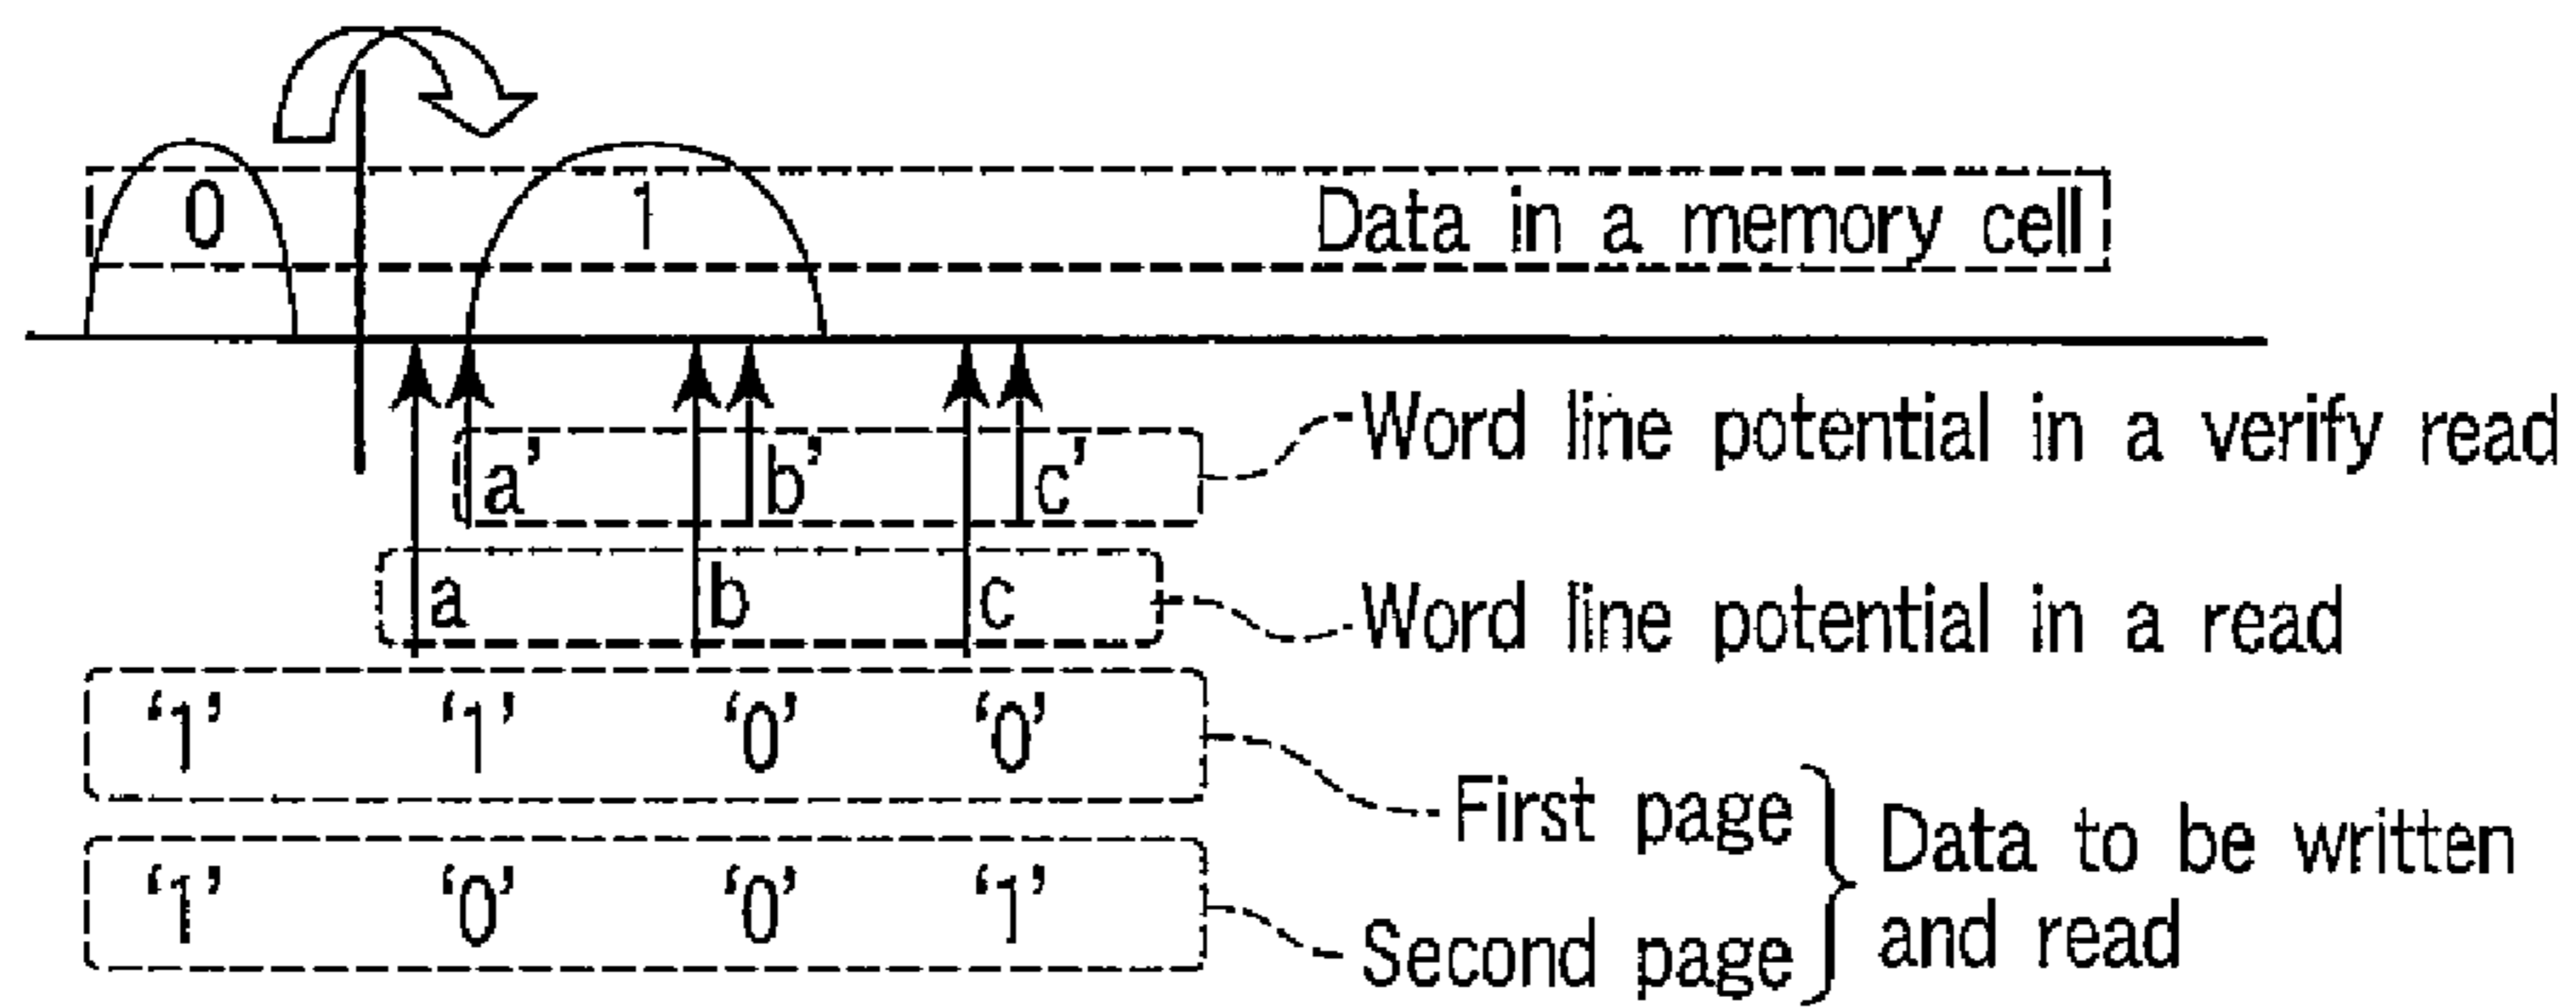 0 1 Data in a memory cell
Word line potential in a verify read
a’ b’ c’
a b c
Word line potential in a read
‘1’ ‘1’ ‘0’ ‘0’
First page
‘1’ ‘0’ ‘0’ ‘1’
Second page
Data to be written
and read